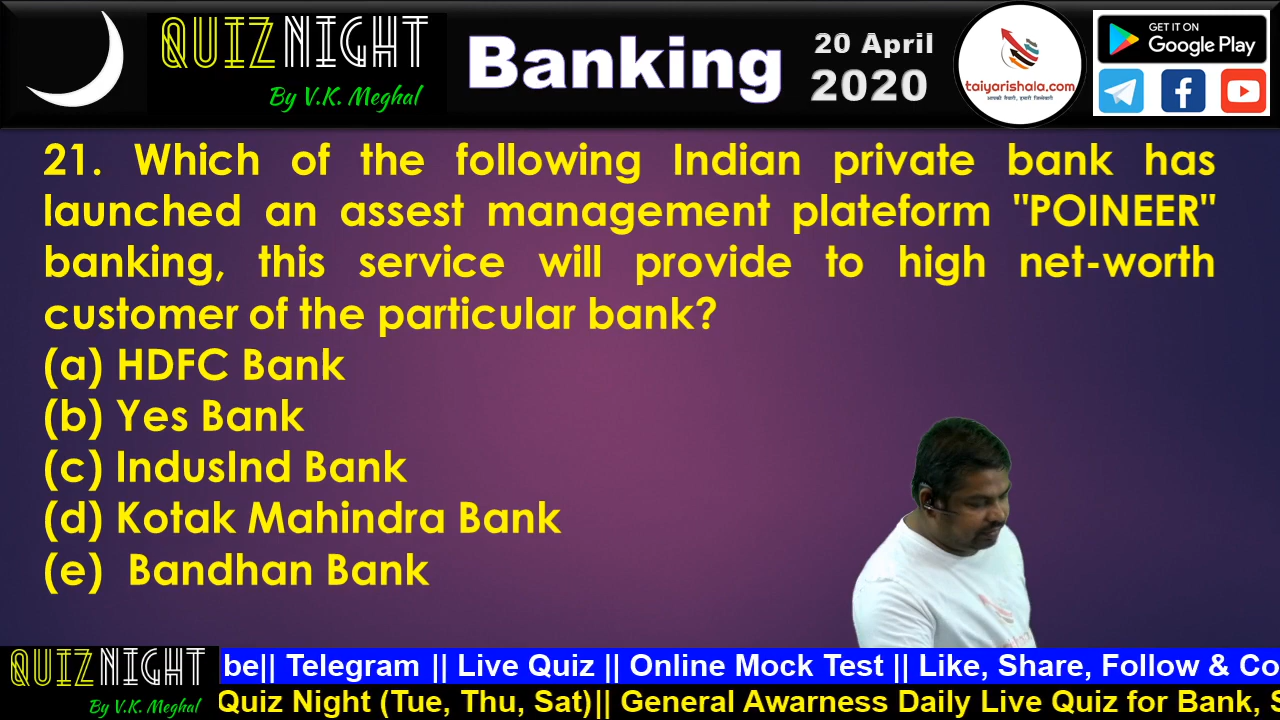 QUIZ NIGHT
By V.K. Meghal
Banking
20 April
2020
taiyarishala.com
आपकी तैयारी, हमारी जिम्मेदारी
GET IT ON
Google Play
21. Which of the following Indian private bank has
launched an assest management plateform "POINEER"
banking, this service will provide to high net-worth
customer of the particular bank?
(a) HDFC Bank
(b) Yes Bank
(c) IndusInd Bank
(d) Kotak Mahindra Bank
(e) Bandhan Bank
QUIZ NIGHT
By V.K. Meghal
be|| Telegram || Live Quiz || Online Mock Test || Like, Share, Follow & Co
Quiz Night (Tue, Thu, Sat)|| General Awarness Daily Live Quiz for Bank, S